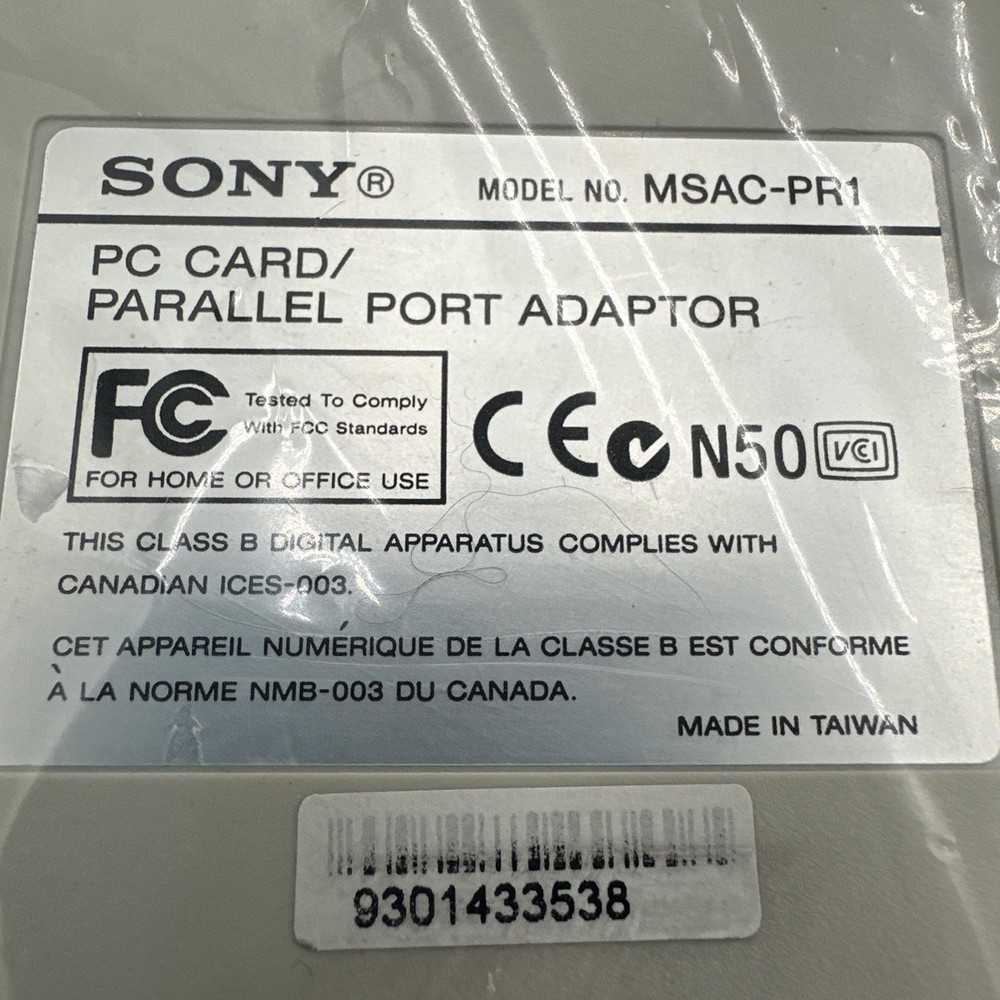 SONY® MODEL NO. MSAC-PR1
PC CARD/
PARALLEL PORT ADAPTOR
FC Tested To Comply
With FCC Standards
FOR HOME OR OFFICE USE
CE N50 VCI
THIS CLASS B DIGITAL APPARATUS COMPLIES WITH
CANADIAN ICES-003.
CET APPAREIL NUMÉRIQUE DE LA CLASSE B EST CONFORME
À LA NORME NMB-003 DU CANADA.
MADE IN TAIWAN
9301433538